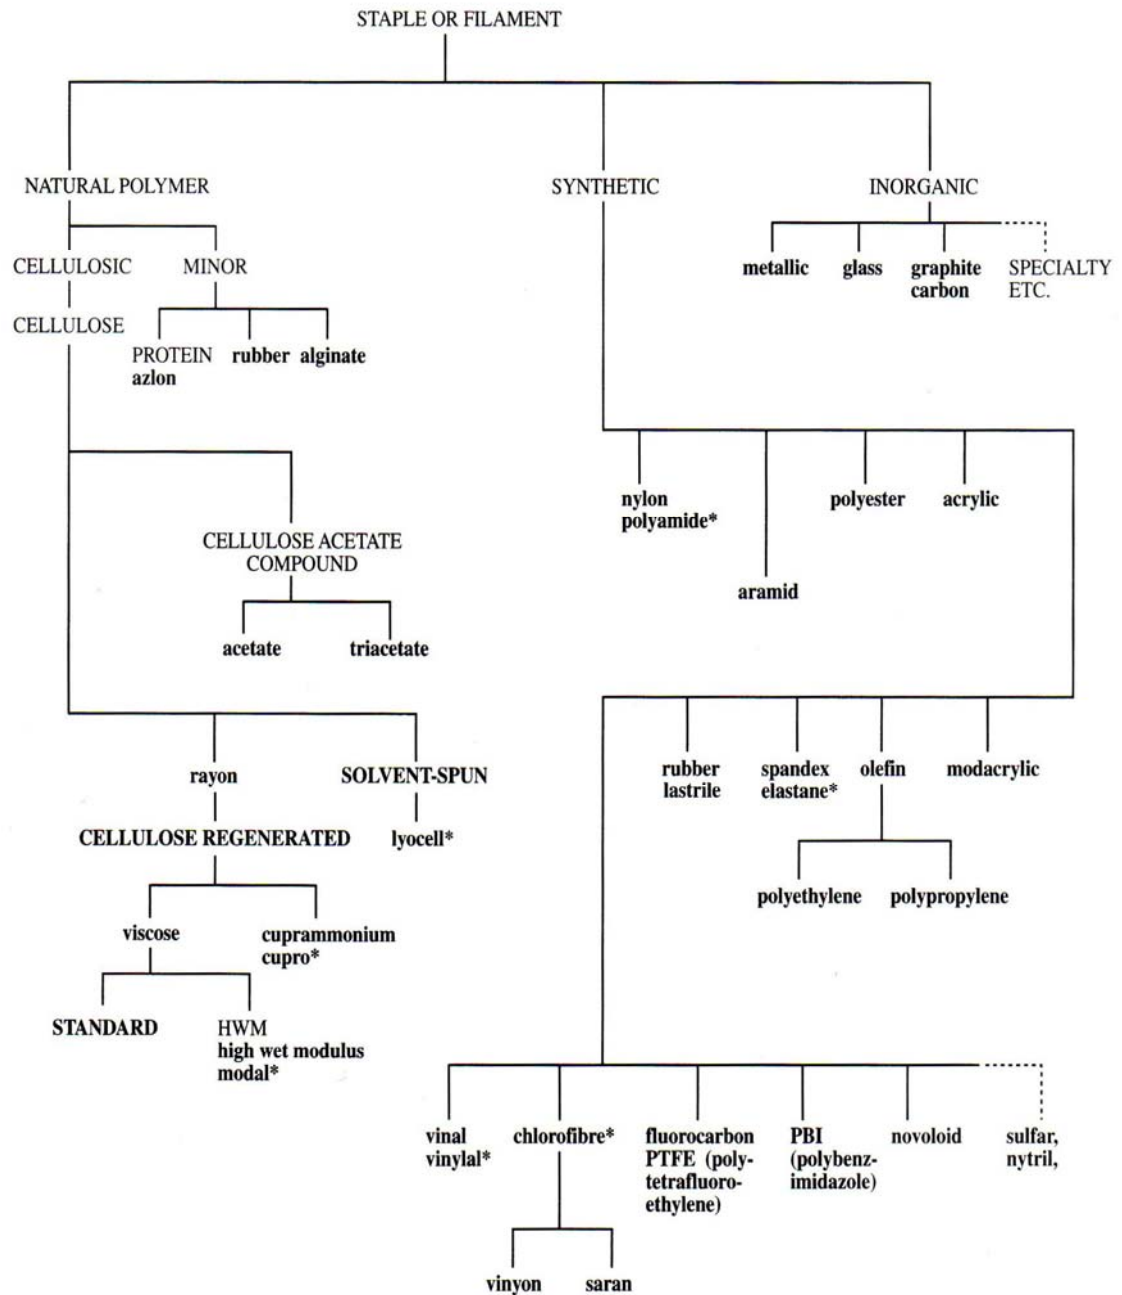 STAPLE OR FILAMENT
NATURAL POLYMER
SYNTHETIC
INORGANIC
CELLULOSIC
MINOR
metallic
glass
graphite
carbon
SPECIALTY
ETC.
CELLULOSE
PROTEIN
azlon
rubber
alginate
nylon
polyamide*
polyester
acrylic
aramid
CELLULOSE ACETATE
COMPOUND
acetate
triacetate
rayon
SOLVENT-SPUN
rubber
lastrile
spandex
elastane*
olefin
modacrylic
CELLULOSE REGENERATED
lyocell*
polyethylene
polypropylene
viscose
cuprammonium
cupro*
STANDARD
HWM
high wet modulus
modal*
vinal
vinylal*
chlorofibre*
fluorocarbon
PTFE (poly-
tetrafluoro-
ethylene)
PBI
(polybenz-
imidazole)
novoloid
sulfar,
nytril,
vinyon
saran